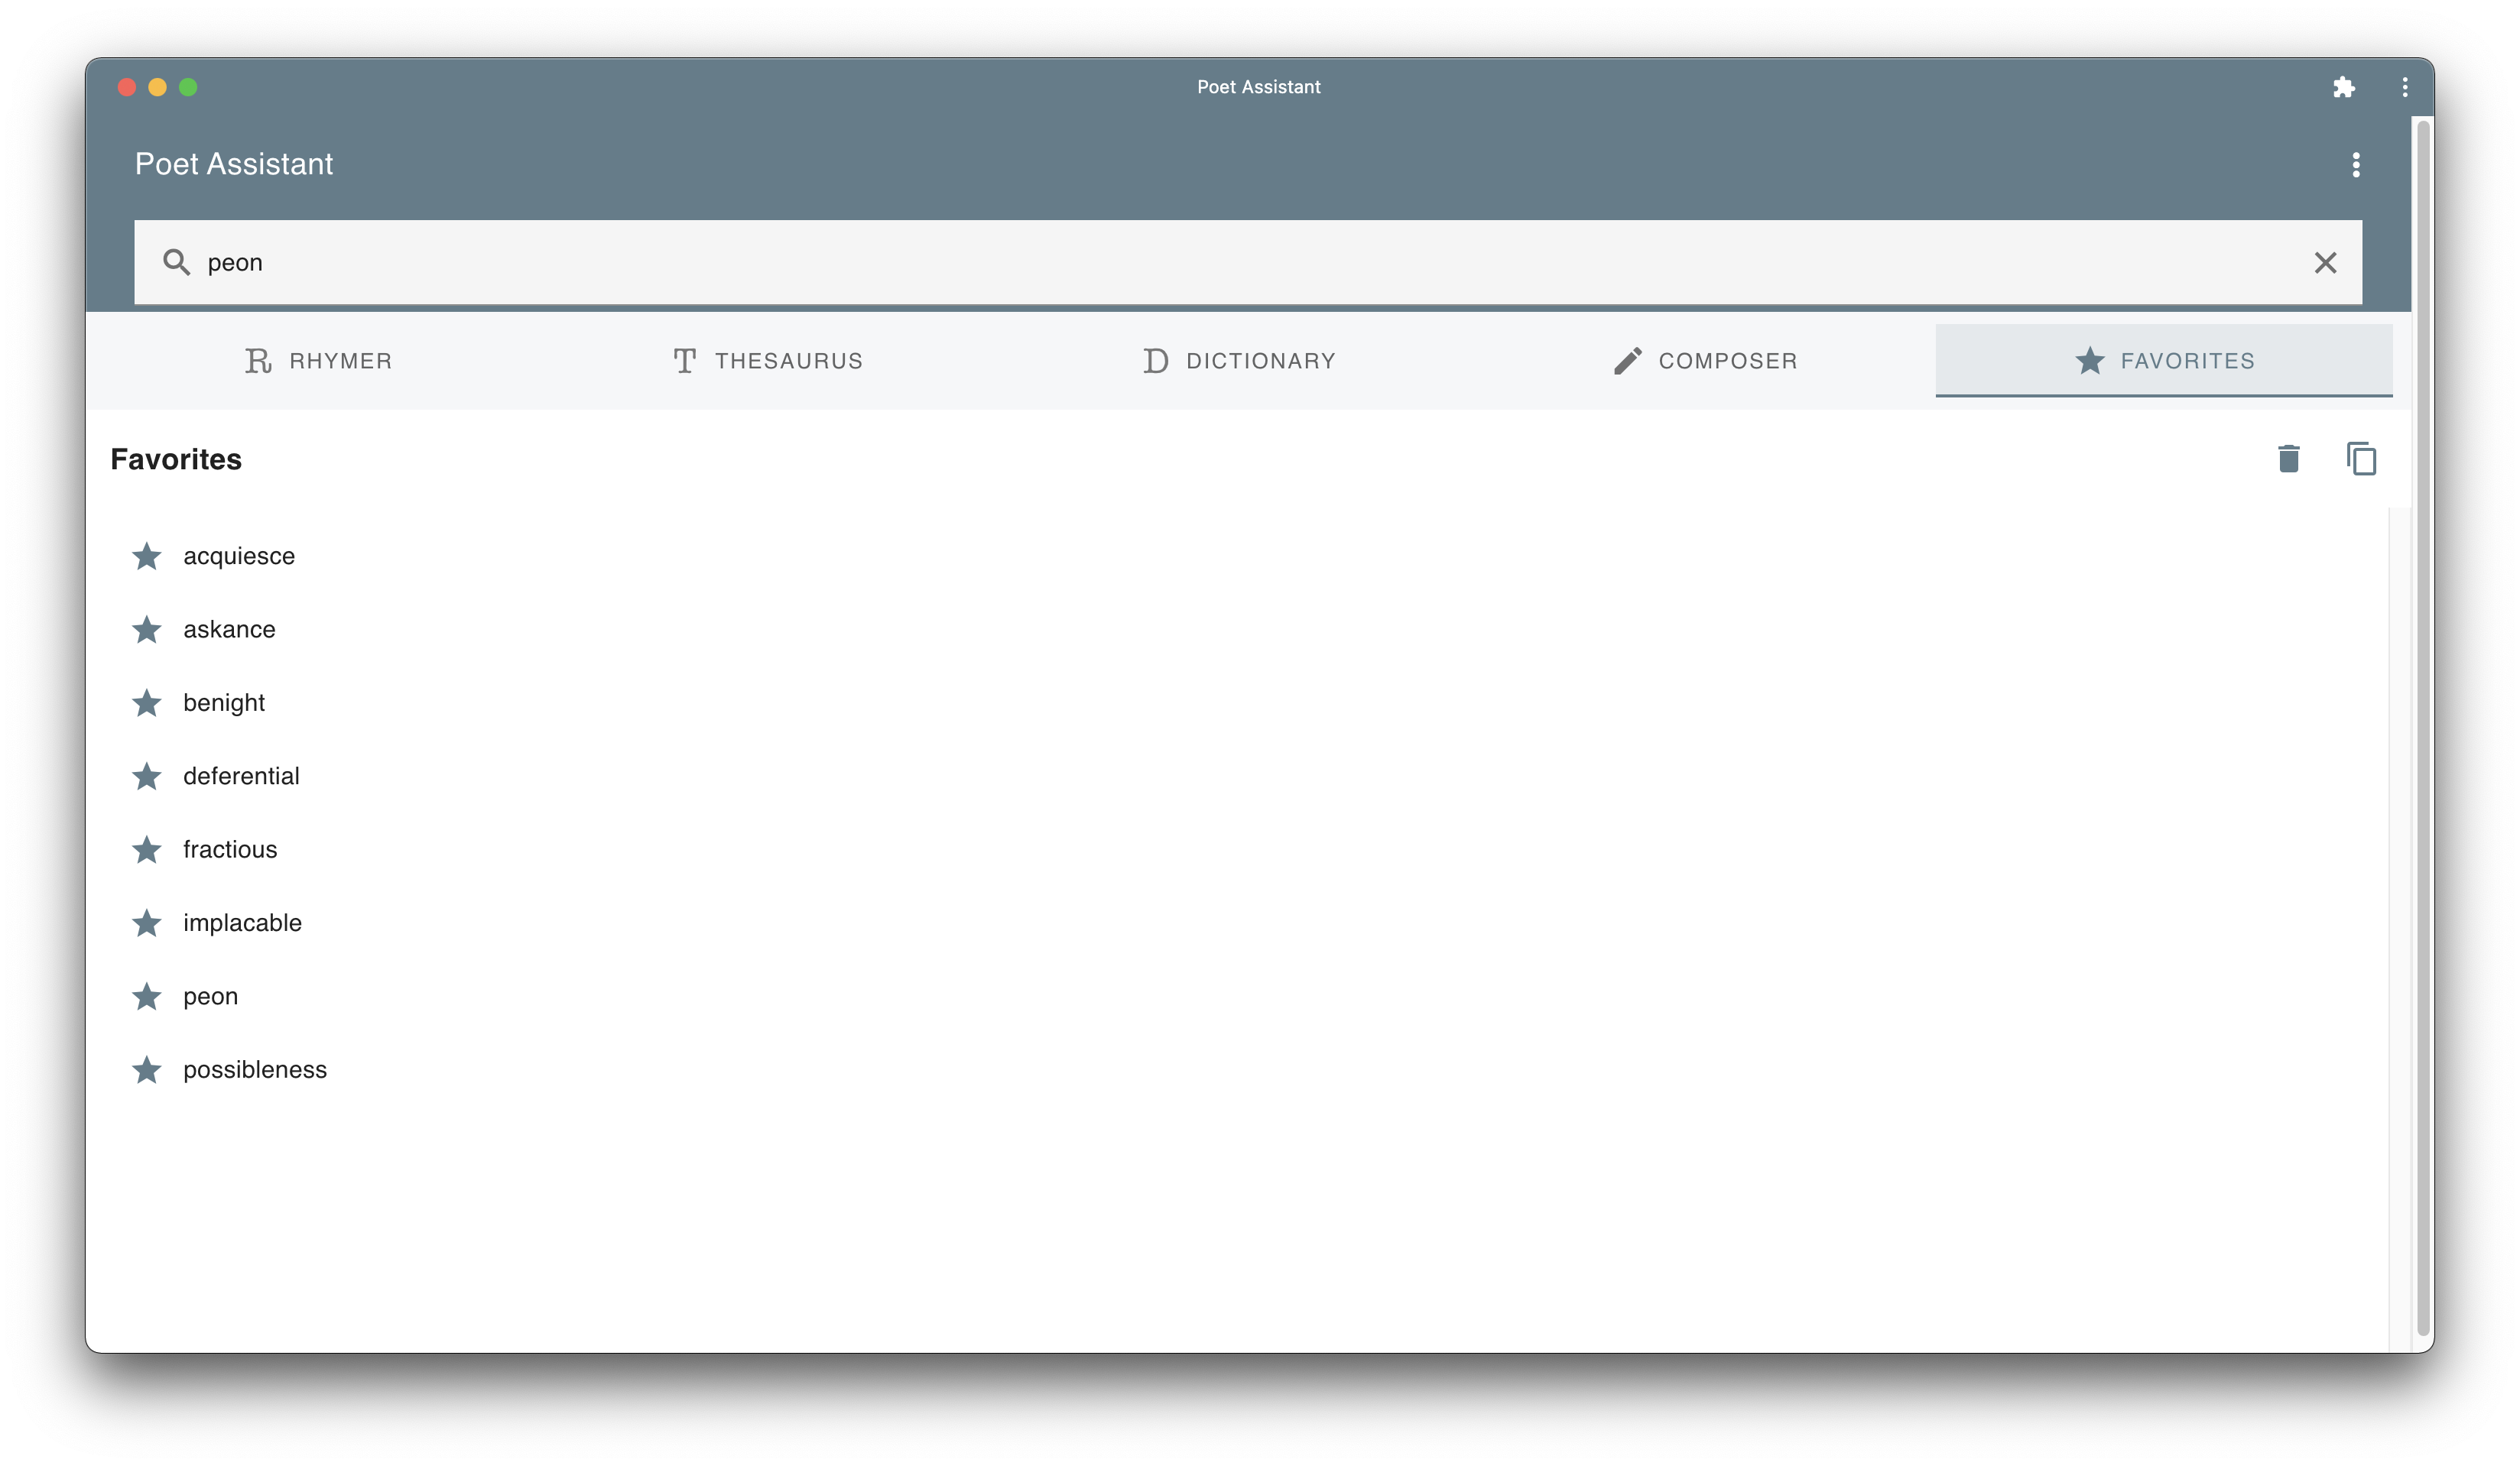 Poet Assistant
Poet Assistant
peon
R RHYMER
T THESAURUS
D DICTIONARY
COMPOSER
FAVORITES
Favorites
acquiesce
askance
benight
deferential
fractious
implacable
peon
possibleness